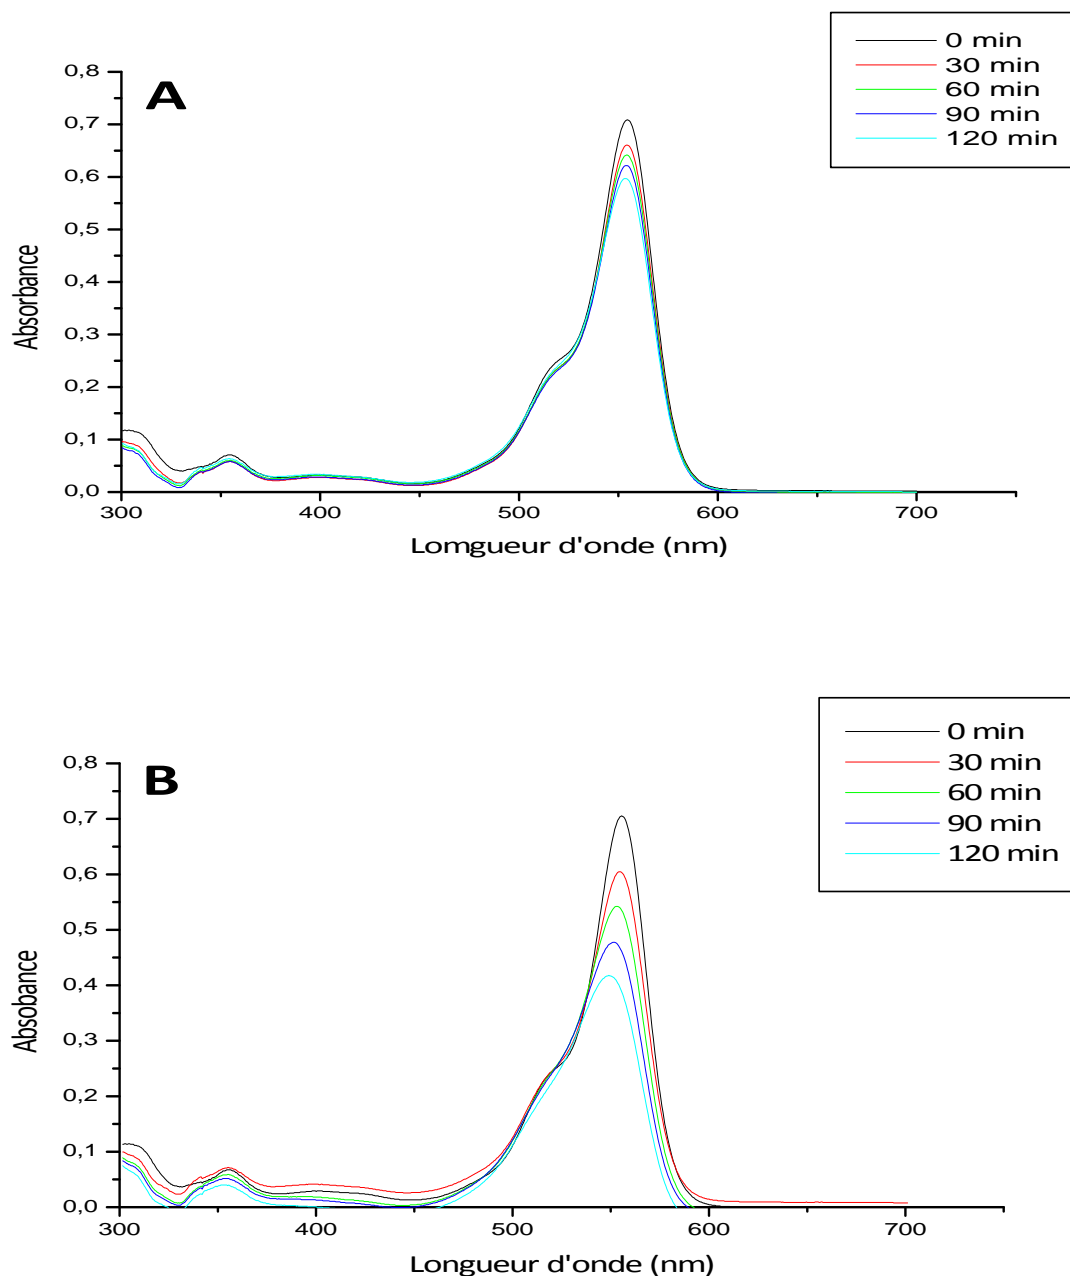 0 min
30 min
60 min
90 min
120 min
A
0,8
0,7
0,6
0,5
0,4
0,3
0,2
0,1
0,0
Absorbance
300 400 500 600 700
Lomgueur d'onde (nm)
0 min
30 min
60 min
90 min
120 min
B
0,8
0,7
0,6
0,5
0,4
0,3
0,2
0,1
0,0
Absobance
300 400 500 600 700
Longueur d'onde (nm)